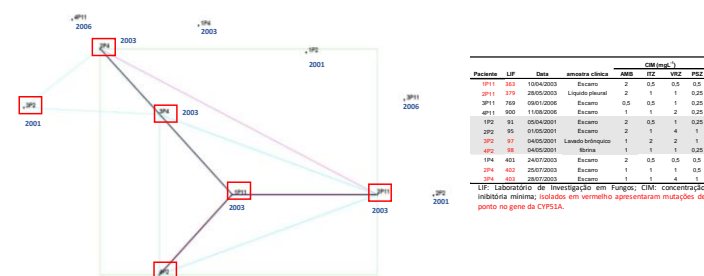 4P11
2006
1P4
2003
2P4
2003
1P2
2001
3P2
2001
3P4
2003
3P11
2006
1P11
2003
2P11
2003
2P2
2001
4P2
CIM (mgL⁻¹)
Paciente LIF Data amostra clínica AMB ITZ VRZ PSZ
1P11 363 10/04/2003 Escarro 2 0,5 0,5 0,5
2P11 379 28/05/2003 Líquido pleural 2 1 1 0,25
3P11 769 09/01/2006 Escarro 0,5 0,5 1 0,25
4P11 900 11/08/2006 Escarro 1 1 2 0,25
1P2 91 05/04/2001 Escarro 2 0,5 1 0,25
2P2 95 01/05/2001 Escarro 2 1 4 1
3P2 97 04/05/2001 Lavado brônquico 1 2 2 1
4P2 98 04/05/2001 fibrina 1 1 1 0,25
1P4 401 24/07/2003 Escarro 2 0,5 0,5 0,5
2P4 402 25/07/2003 Escarro 1 1 1 0,5
3P4 403 28/07/2003 Escarro 1 1 4 1
LIF: Laboratório de Investigação em Fungos; CIM: concentração
inibitória mínima; isolados em vermelho apresentaram mutações de
ponto no gene da CYP51A.